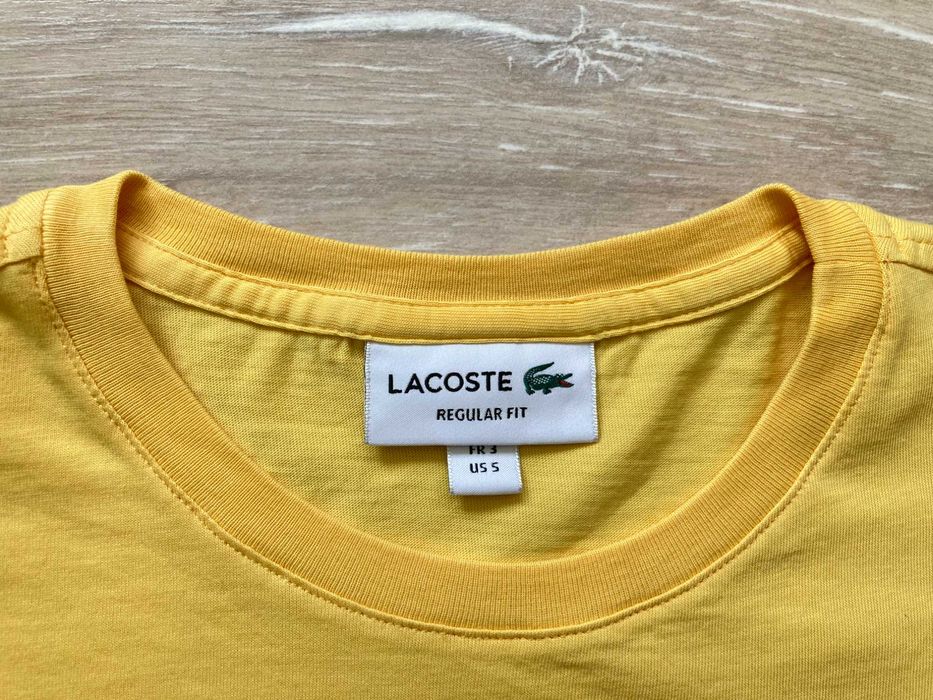 LACOSTE
REGULAR FIT
FR 3
US S